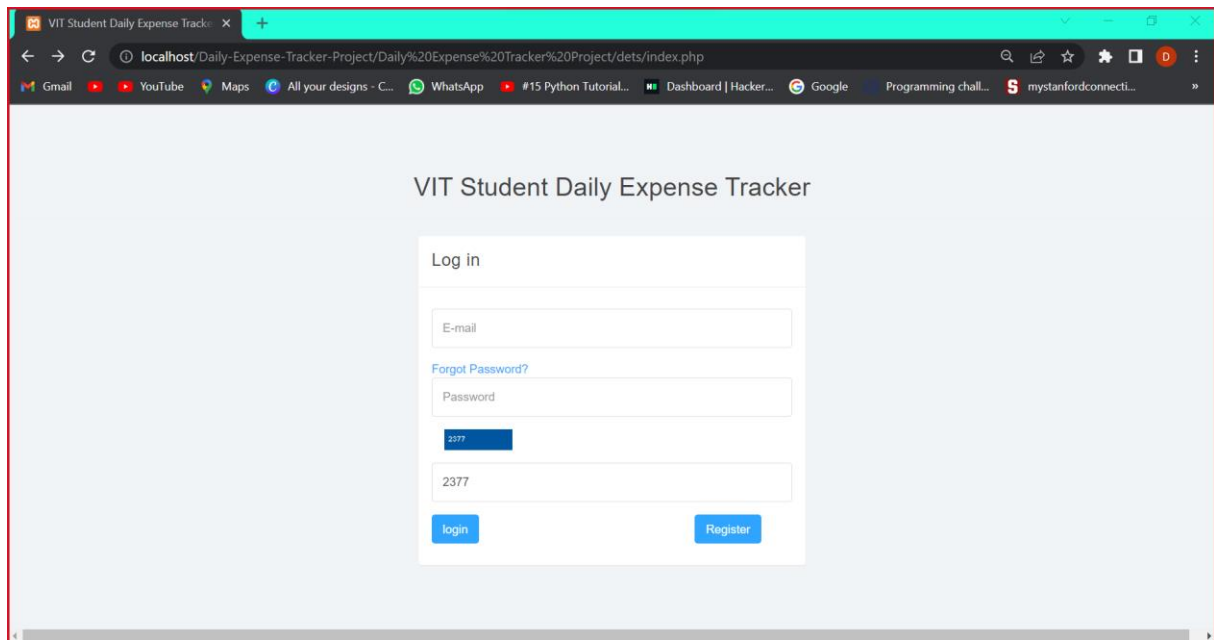 VIT Student Daily Expense Tracke
localhost/Daily-Expense-Tracker-Project/Daily%20Expense%20Tracker%20Project/dets/index.php
D
Gmail YouTube Maps All your designs - C... WhatsApp #15 Python Tutorial... Dashboard | Hacker... Google Programming chall... mystanfordconnecti... »
VIT Student Daily Expense Tracker
Log in
E-mail
Forgot Password?
Password
2377
2377
login Register